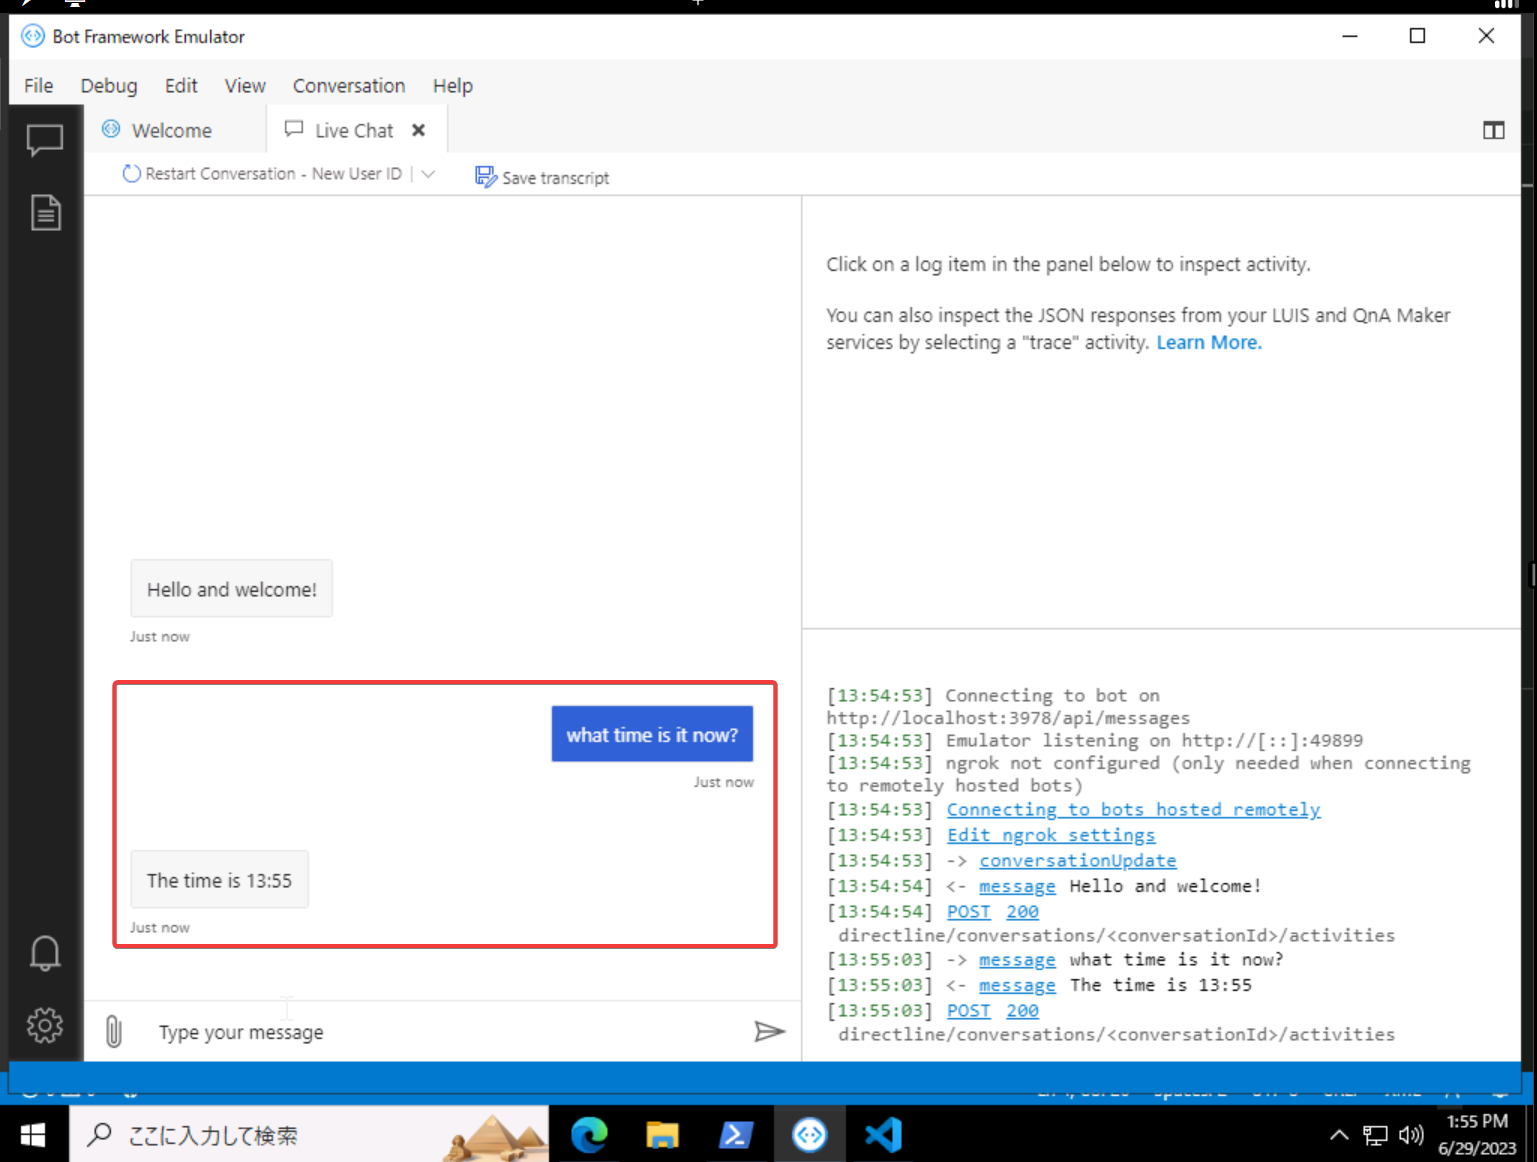 Bot Framework Emulator
File Debug Edit View Conversation Help
Welcome Live Chat
Restart Conversation - New User ID Save transcript
Click on a log item in the panel below to inspect activity.
You can also inspect the JSON responses from your LUIS and QnA Maker
services by selecting a "trace" activity. Learn More.
Hello and welcome!
Just now
what time is it now?
Just now
The time is 13:55
Just now
Type your message
[13:54:53] Connecting to bot on
http://localhost:3978/api/messages
[13:54:53] Emulator listening on http://[::]:49899
[13:54:53] ngrok not configured (only needed when connecting
to remotely hosted bots)
[13:54:53] Connecting to bots hosted remotely
[13:54:53] Edit ngrok settings
[13:54:53] -> conversationUpdate
[13:54:54] <- message Hello and welcome!
[13:54:54] POST 200
directline/conversations/<conversationId>/activities
[13:55:03] -> message what time is it now?
[13:55:03] <- message The time is 13:55
[13:55:03] POST 200
directline/conversations/<conversationId>/activities
ここに入力して検索
1:55 PM
6/29/2023